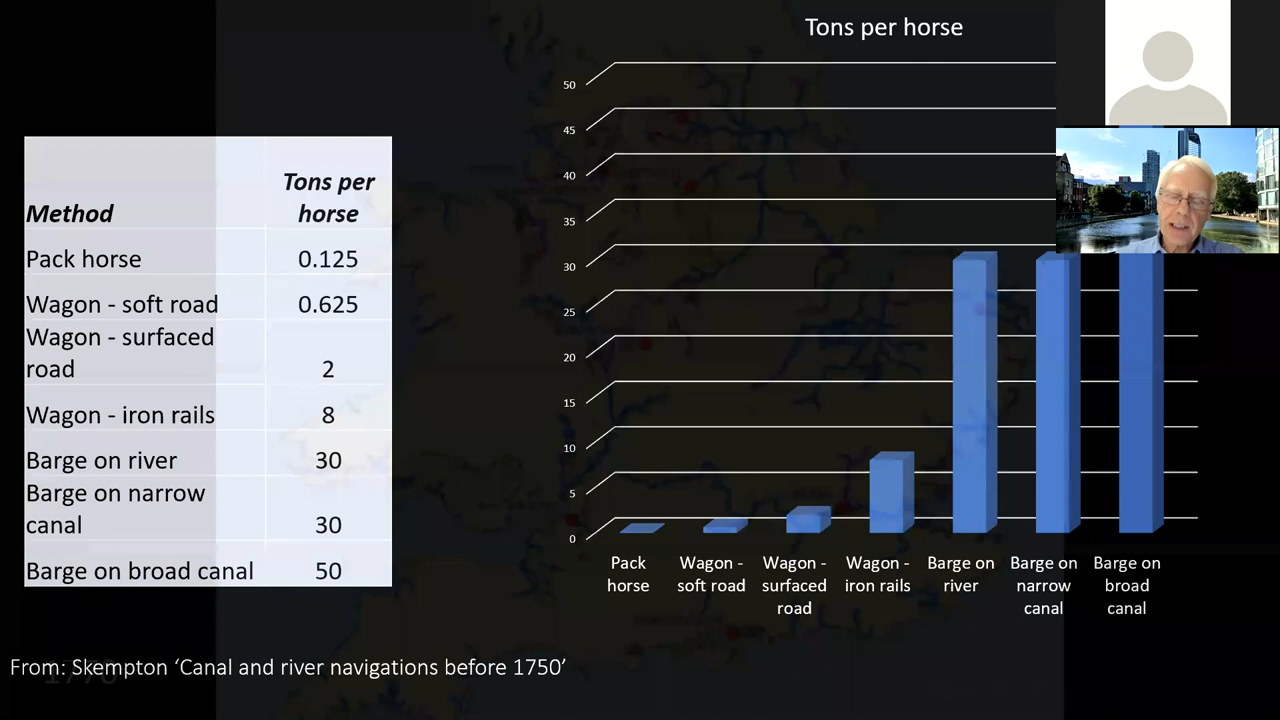 Tons per horse
Method
Tons per
horse
Pack horse
0.125
Wagon - soft road
0.625
Wagon - surfaced
road
2
Wagon - iron rails
8
Barge on river
30
Barge on narrow
canal
30
Barge on broad canal
50
50
45
40
35
30
25
20
15
10
5
0
Pack
horse
Wagon -
soft road
Wagon -
surfaced
road
Wagon -
iron rails
Barge on
river
Barge on
narrow
canal
Barge on
broad
canal
From: Skempton ‘Canal and river navigations before 1750’